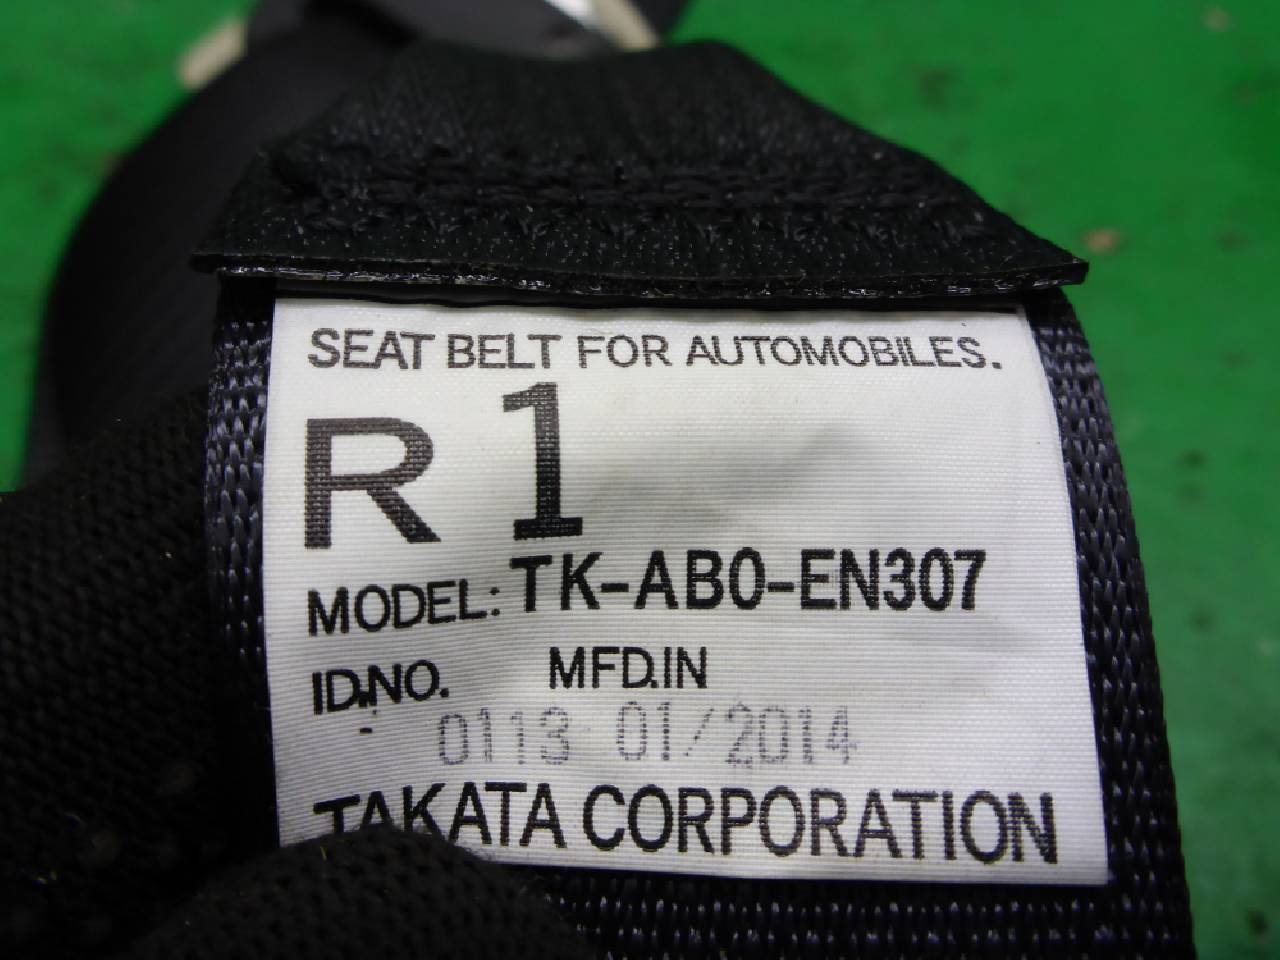 SEAT BELT FOR AUTOMOBILES.
R 1
MODEL: TK-AB0-EN307
ID.NO. MFD.IN
- 0113 01/2014
TAKATA CORPORATION